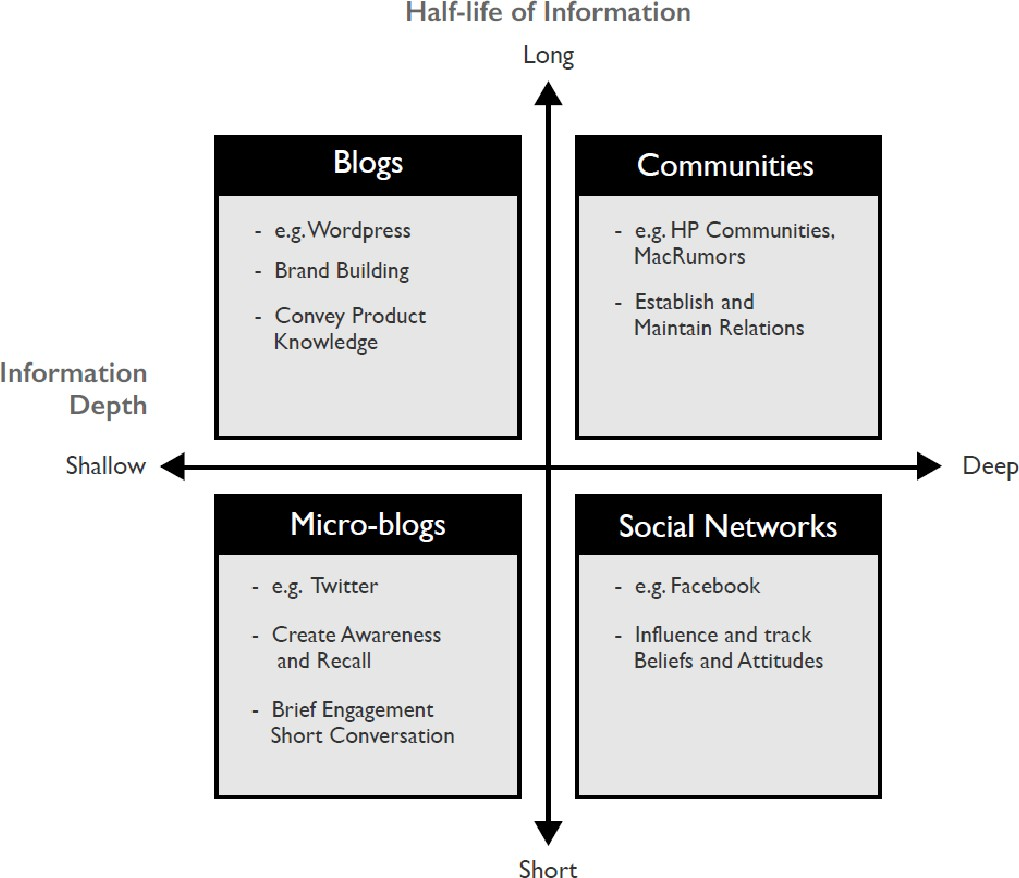 Half-life of Information
Long
Blogs
- e.g. Wordpress
- Brand Building
- Convey Product
Knowledge
Communities
- e.g. HP Communities,
MacRumors
- Establish and
Maintain Relations
Information
Depth
Shallow
Deep
Micro-blogs
- e.g. Twitter
- Create Awareness
and Recall
- Brief Engagement
Short Conversation
Social Networks
- e.g. Facebook
- Influence and track
Beliefs and Attitudes
Short